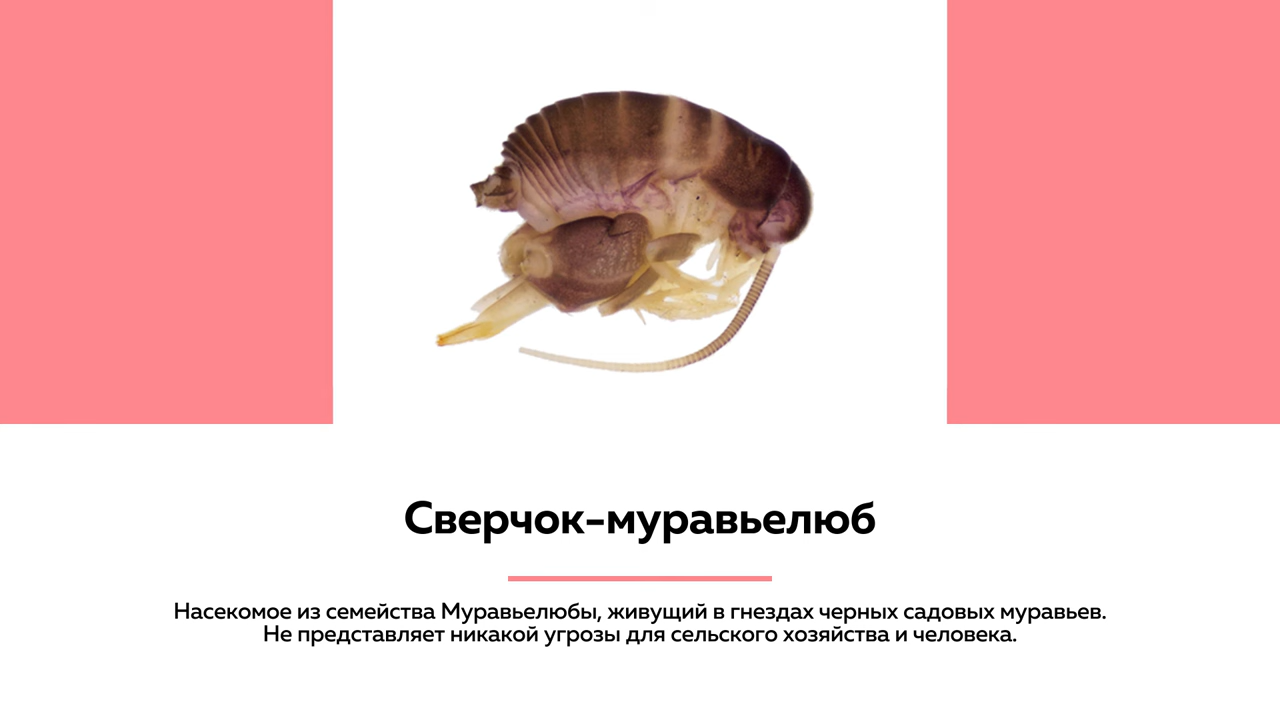 Сверчок-муравьелюб
Насекомое из семейства Муравьелюбы, живущий в гнездах черных садовых муравьев.
Не представляет никакой угрозы для сельского хозяйства и человека.